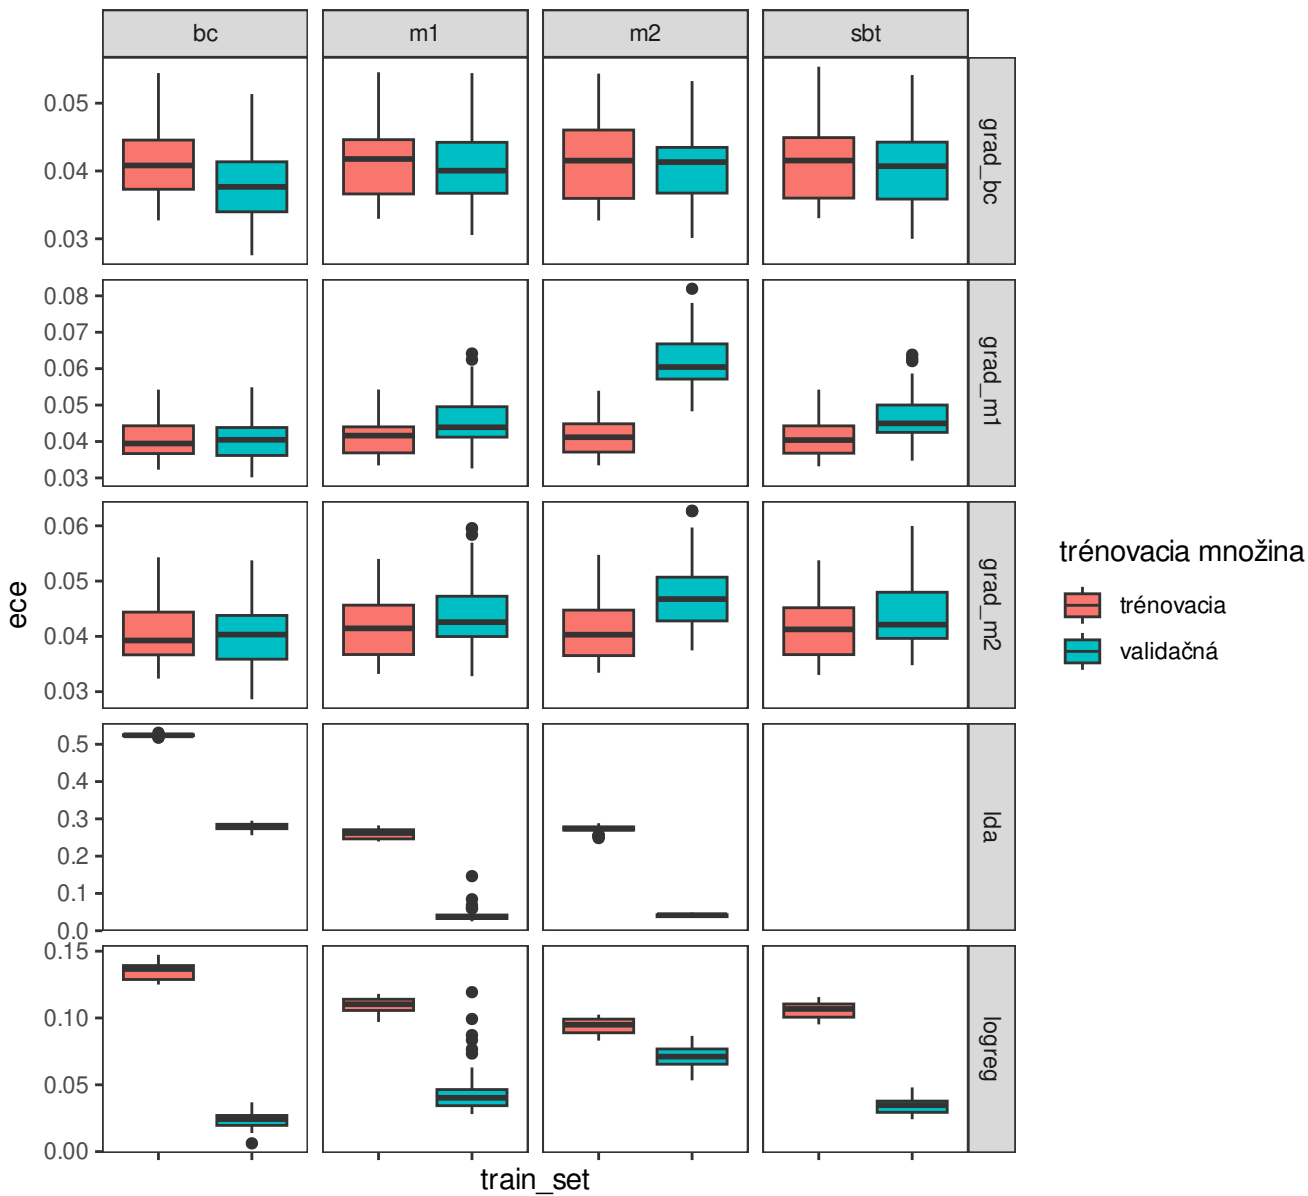 bc m1 m2 sbt
0.05
0.04
0.03
grad_bc
0.08
0.07
0.06
0.05
0.04
0.03
grad_m1
0.06
0.05
0.04
0.03
grad_m2
0.5
0.4
0.3
0.2
0.1
0.0
lda
0.15
0.10
0.05
0.00
logreg
ece
train_set
trénovacia množina
trénovacia
validačná